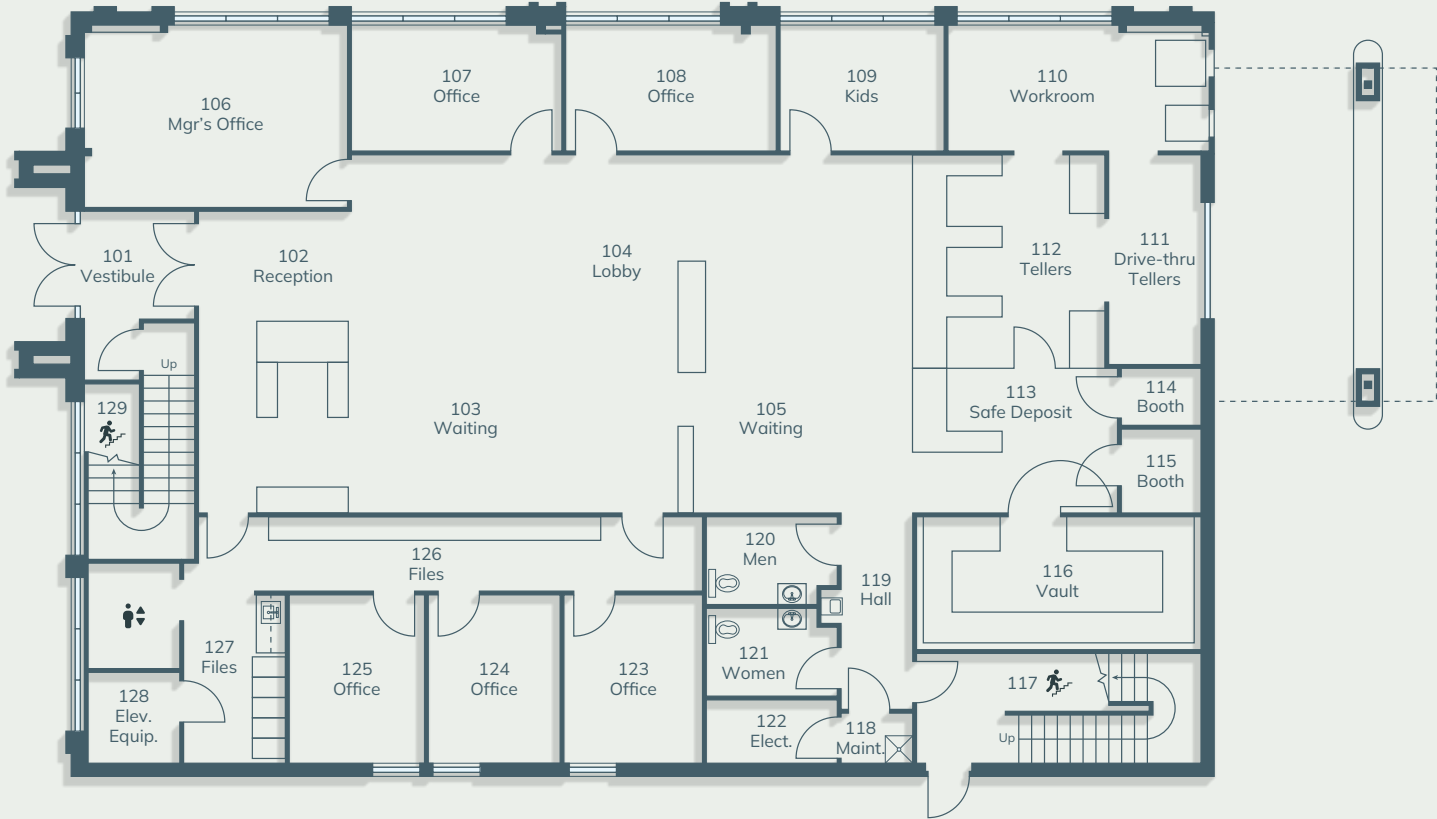 106
Mgr's Office
107
Office
108
Office
109
Kids
110
Workroom
101
Vestibule
102
Reception
104
Lobby
112
Tellers
111
Drive-thru
Tellers
Up
129
103
Waiting
105
Waiting
113
Safe Deposit
114
Booth
115
Booth
126
Files
120
Men
119
Hall
116
Vault
127
Files
125
Office
124
Office
123
Office
121
Women
117
128
Elev.
Equip.
122
Elect.
118
Maint.
Up